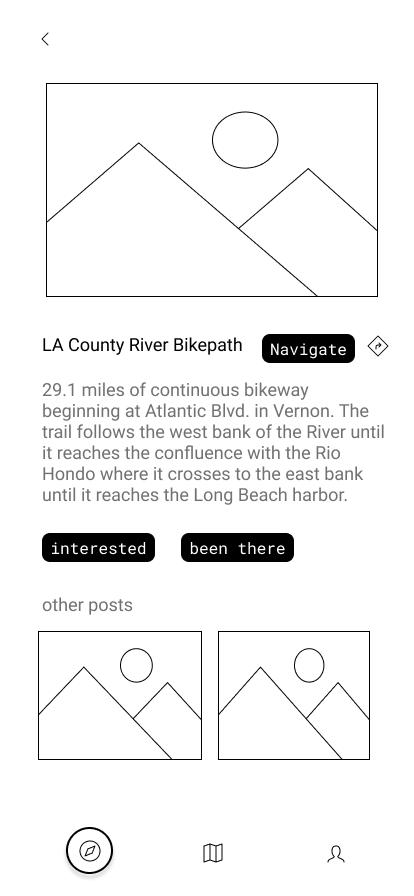 LA County River Bikepath
Navigate
29.1 miles of continuous bikeway
beginning at Atlantic Blvd. in Vernon. The
trail follows the west bank of the River until
it reaches the confluence with the Rio
Hondo where it crosses to the east bank
until it reaches the Long Beach harbor.
interested
been there
other posts